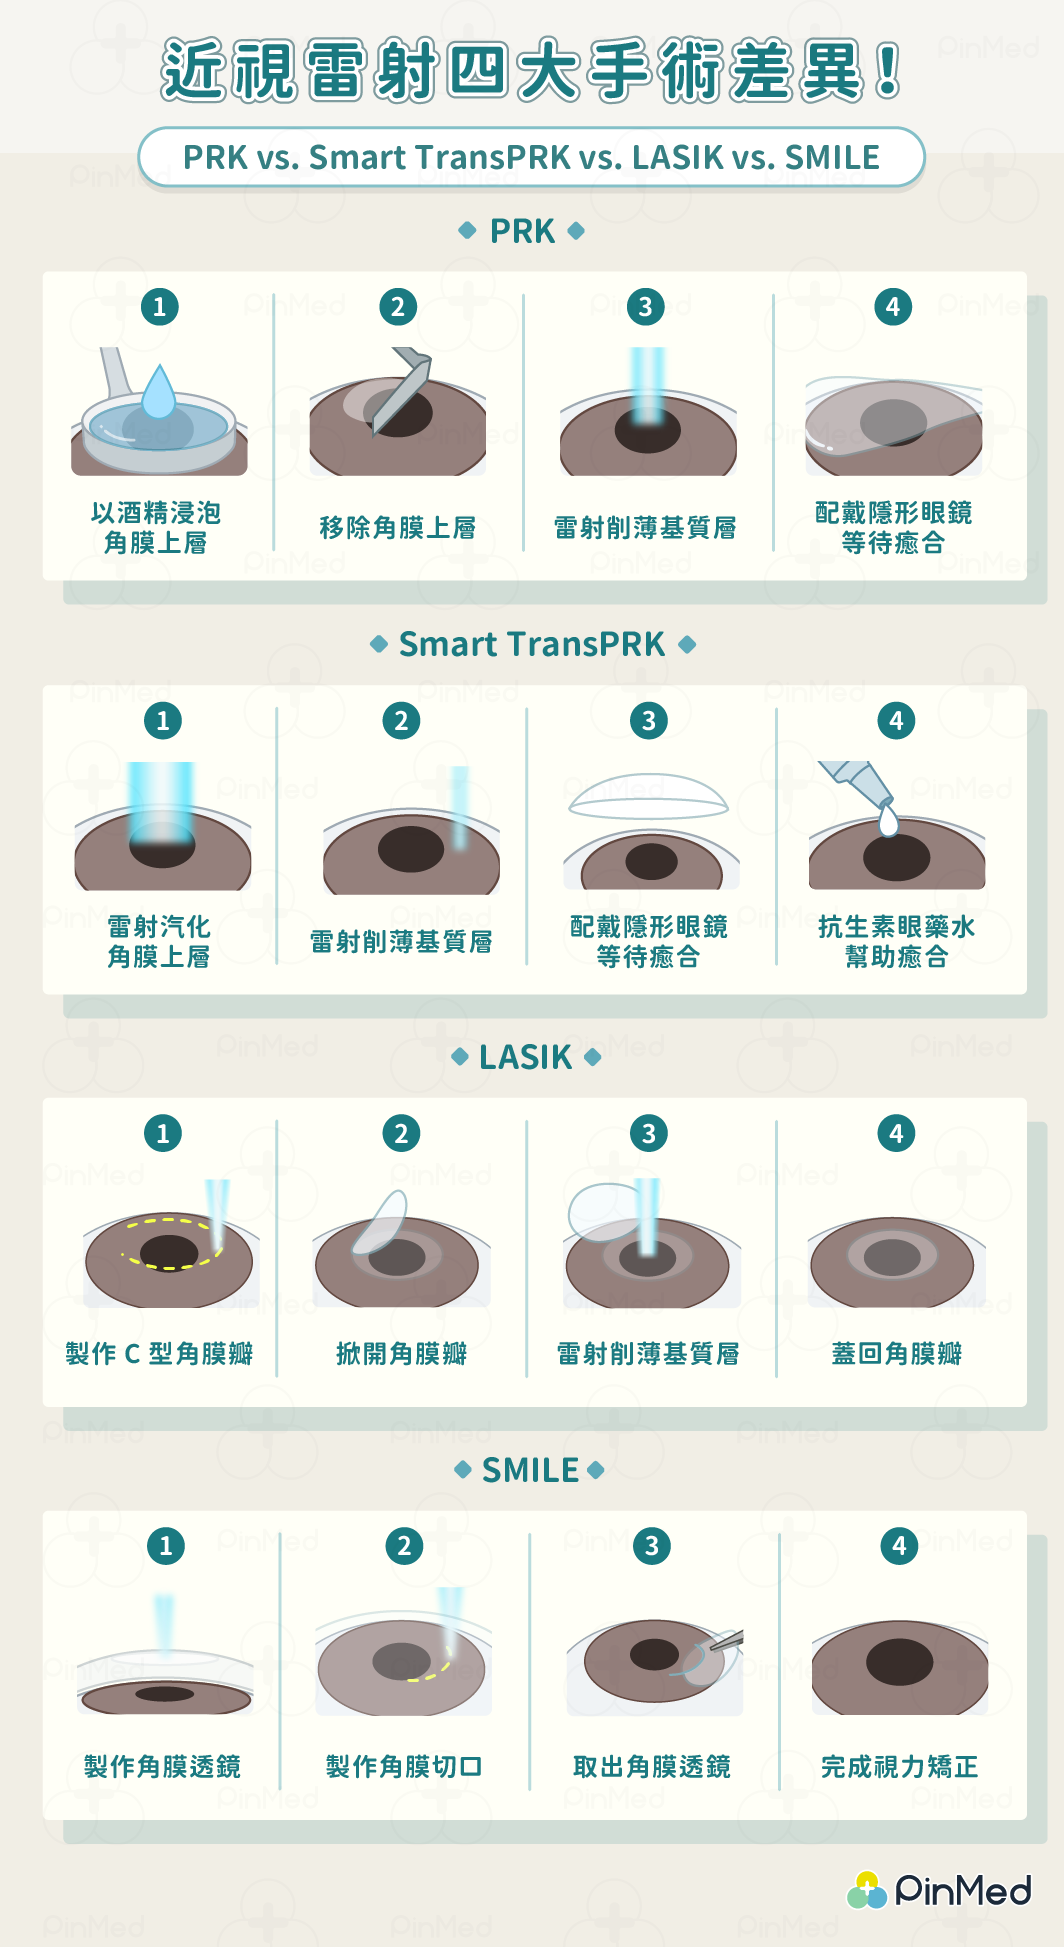 近視雷射四大手術差異！
PRK vs. Smart TransPRK vs. LASIK vs. SMILE
PRK
1
以酒精浸泡
角膜上層
2
移除角膜上層
3
雷射削薄基質層
4
配戴隱形眼鏡
等待癒合
Smart TransPRK
1
雷射汽化
角膜上層
2
雷射削薄基質層
3
配戴隱形眼鏡
等待癒合
4
抗生素眼藥水
幫助癒合
LASIK
1
製作 C 型角膜瓣
2
掀開角膜瓣
3
雷射削薄基質層
4
蓋回角膜瓣
SMILE
1
製作角膜透鏡
2
製作角膜切口
3
取出角膜透鏡
4
完成視力矯正
PinMed